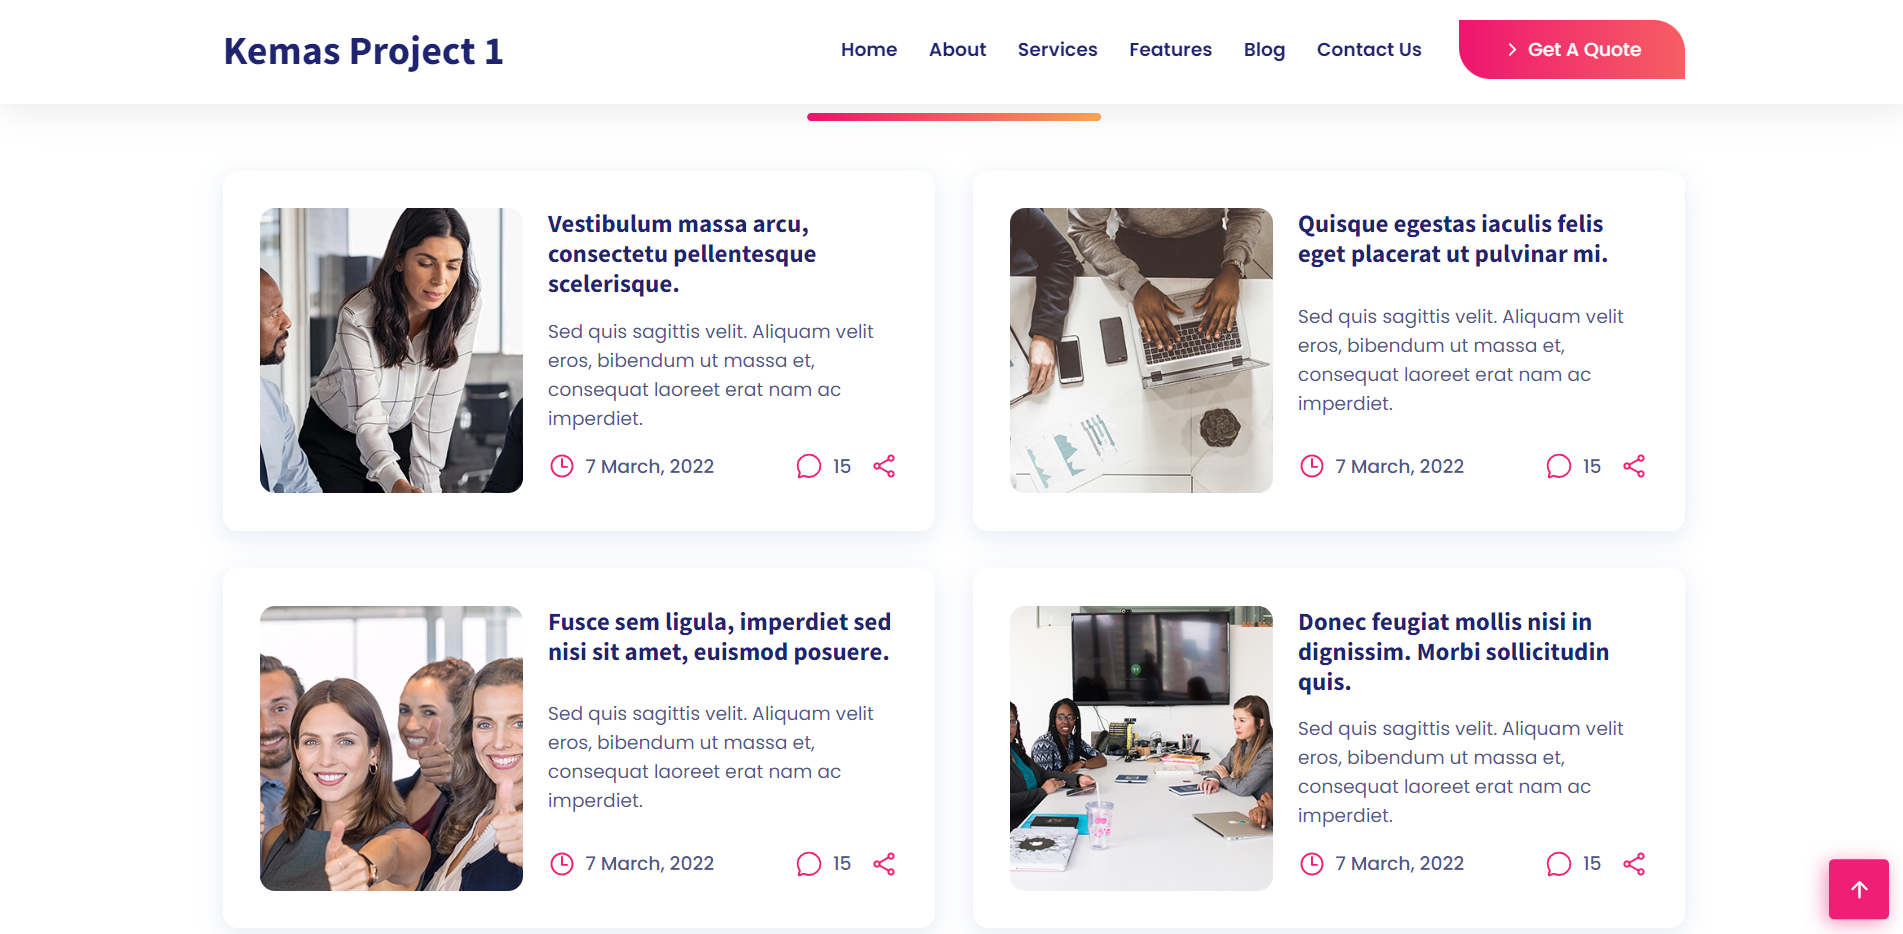 Kemas Project 1
Home
About
Services
Features
Blog
Contact Us
Get A Quote
Vestibulum massa arcu,
consectetu pellentesque
scelerisque.
Sed quis sagittis velit. Aliquam velit
eros, bibendum ut massa et,
consequat laoreet erat nam ac
imperdiet.
7 March, 2022
15
Quisque egestas iaculis felis
eget placerat ut pulvinar mi.
Sed quis sagittis velit. Aliquam velit
eros, bibendum ut massa et,
consequat laoreet erat nam ac
imperdiet.
7 March, 2022
15
Fusce sem ligula, imperdiet sed
nisi sit amet, euismod posuere.
Sed quis sagittis velit. Aliquam velit
eros, bibendum ut massa et,
consequat laoreet erat nam ac
imperdiet.
7 March, 2022
15
Donec feugiat mollis nisi in
dignissim. Morbi sollicitudin
quis.
Sed quis sagittis velit. Aliquam velit
eros, bibendum ut massa et,
consequat laoreet erat nam ac
imperdiet.
7 March, 2022
15